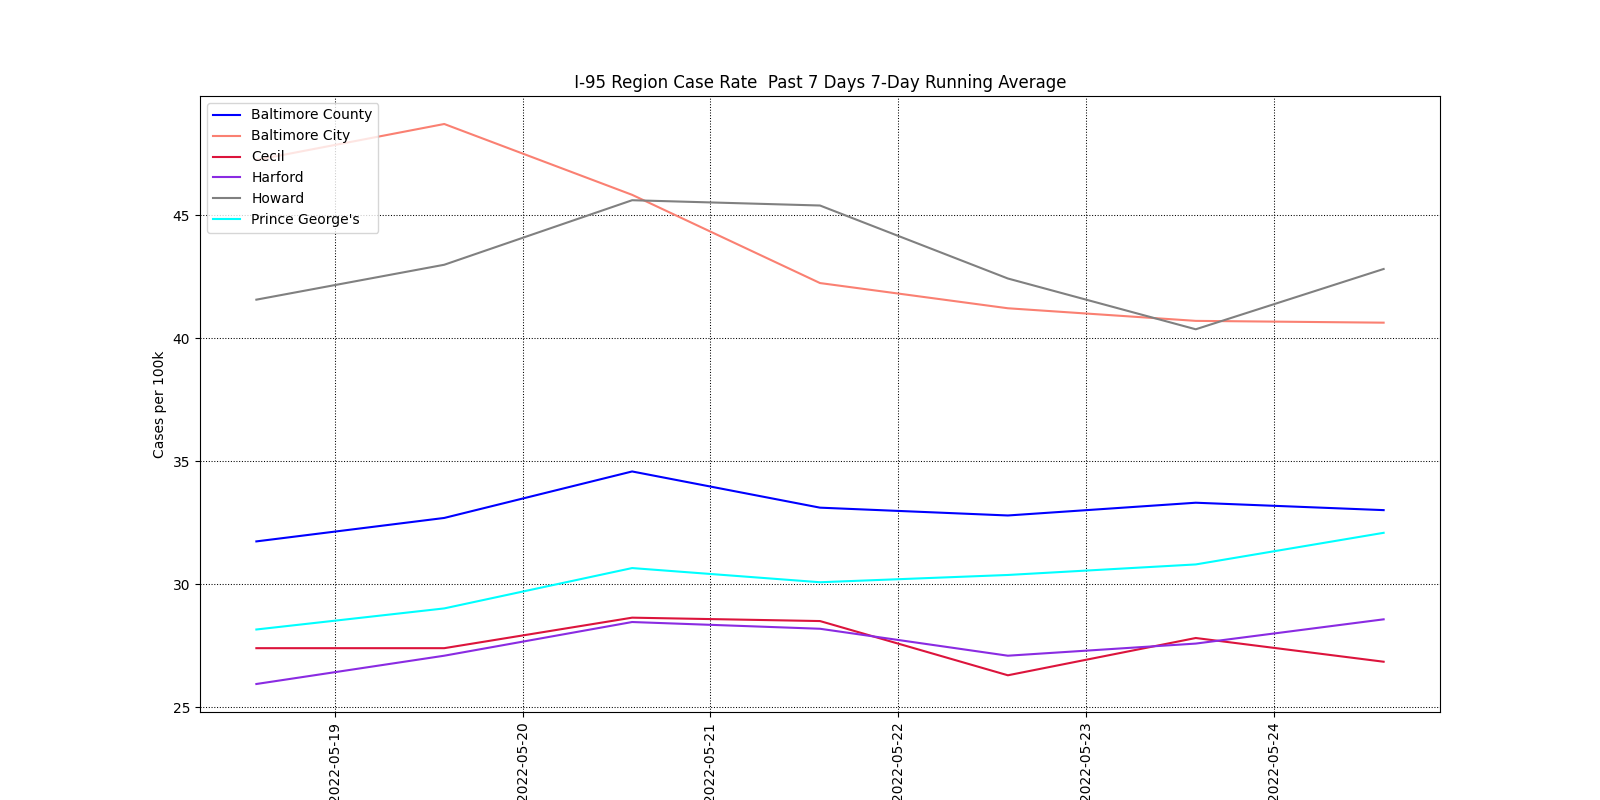 I-95 Region Case Rate  Past 7 Days 7-Day Running Average
Baltimore County
Baltimore City
Cecil
Harford
Howard
Prince George's
Cases per 100k
45
40
35
30
25
2022-05-19
2022-05-20
2022-05-21
2022-05-22
2022-05-23
2022-05-24